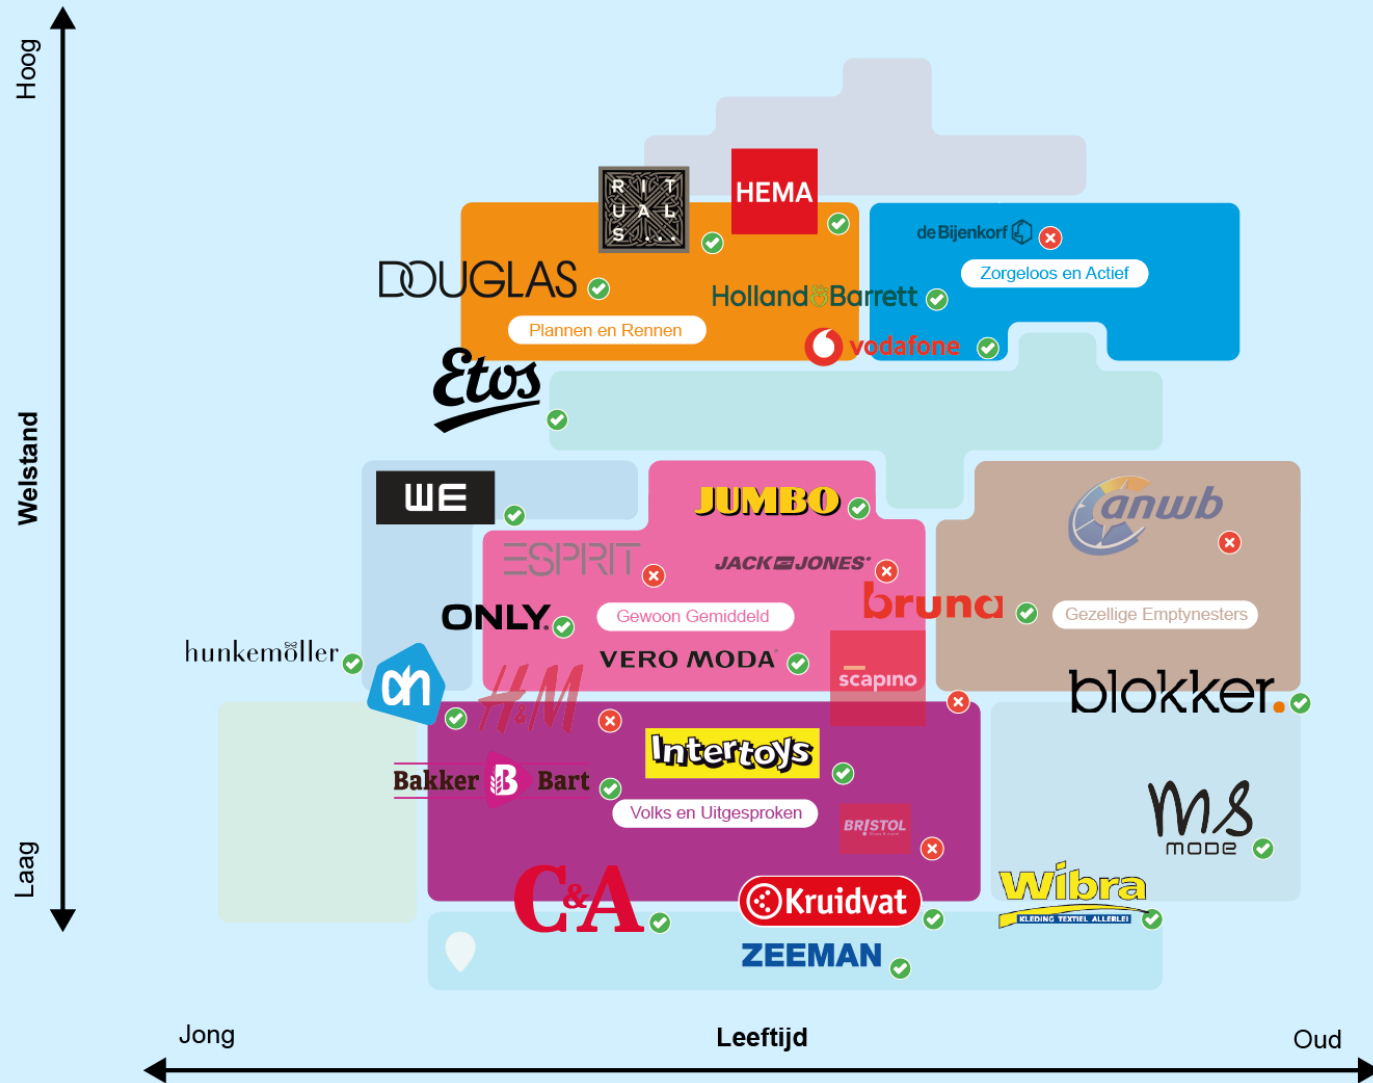 Hoog
RITUALS...
HEMA
de Bijenkorf
Zorgeloos en Actief
DOUGLAS
Holland & Barrett
Plannen en Rennen
vodafone
Etos
Welstand
WE
JUMBO
anwb
ESPRIT
JACK JONES
ONLY
Gewoon Gemiddeld
bruna
Gezellige Emptynesters
hunkemöller
VERO MODA
scapino
ah
H&M
blokker.
Intertoys
Bakker B Bart
Volks en Uitgesproken
BRISTOL
ms
MODE
Laag
C&A
Kruidvat
Wibra
KLEDING TEXTIEL ALLERLEI
ZEEMAN
Jong
Leeftijd
Oud